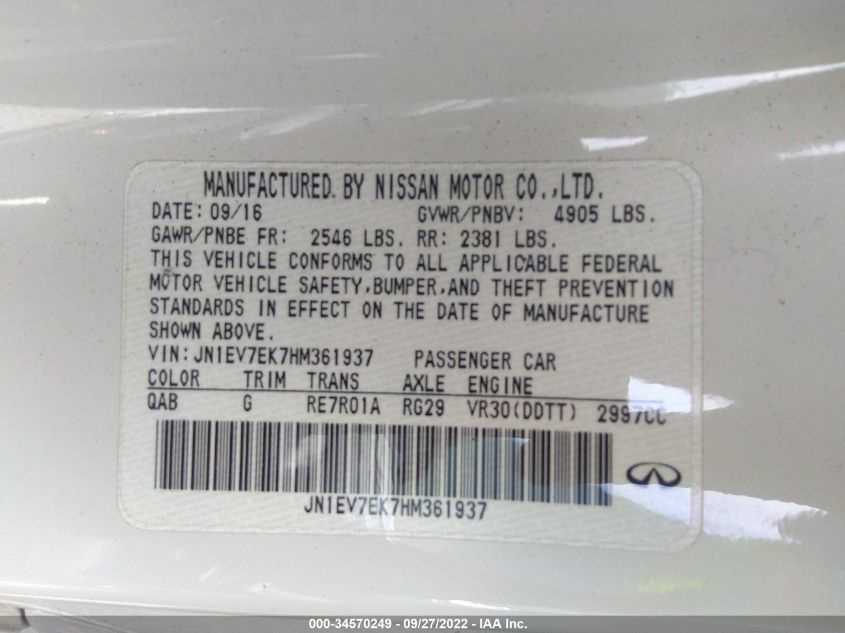 MANUFACTURED BY NISSAN MOTOR CO.,LTD.
DATE: 09/16 GVWR/PNBV: 4905 LBS.
GAWR/PNBE FR: 2546 LBS. RR: 2381 LBS.
THIS VEHICLE CONFORMS TO ALL APPLICABLE FEDERAL
MOTOR VEHICLE SAFETY,BUMPER,AND THEFT PREVENTION
STANDARDS IN EFFECT ON THE DATE OF MANUFACTURE
SHOWN ABOVE.
VIN:JN1EV7EK7HM361937 PASSENGER CAR
COLOR TRIM TRANS AXLE ENGINE
QAB G RE7R01A RG29 VR30(DDTT) 2997CC
JN1EV7EK7HM361937
000-34570249 - 09/27/2022 - IAA Inc.